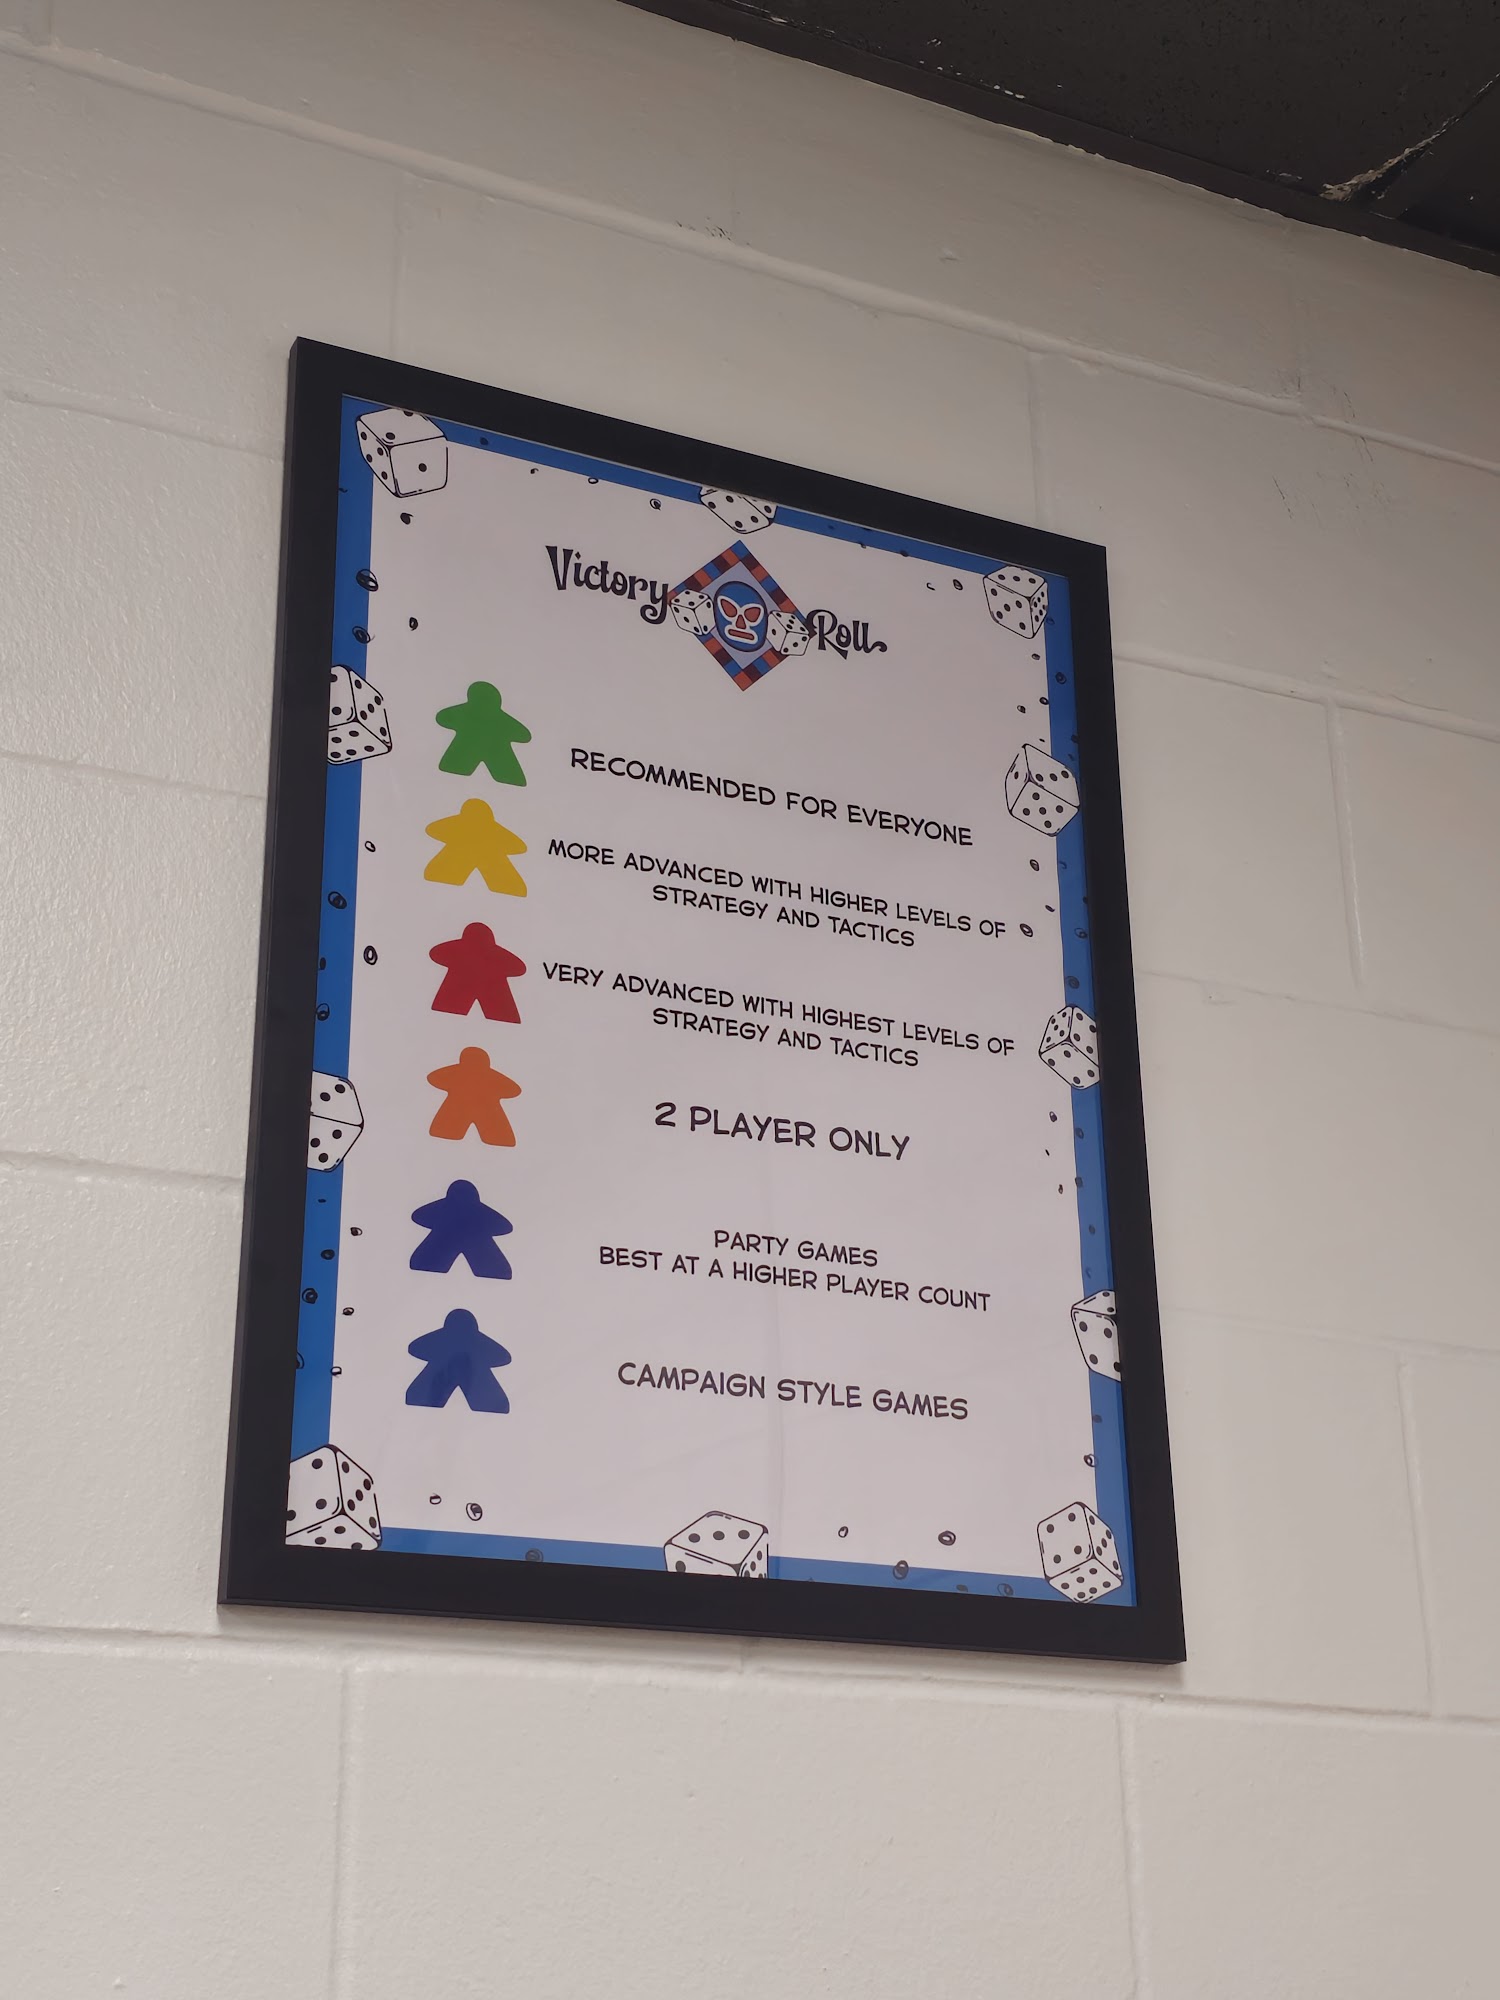 Victory Roll
RECOMMENDED FOR EVERYONE
MORE ADVANCED WITH HIGHER LEVELS OF
STRATEGY AND TACTICS
VERY ADVANCED WITH HIGHEST LEVELS OF
STRATEGY AND TACTICS
2 PLAYER ONLY
PARTY GAMES
BEST AT A HIGHER PLAYER COUNT
CAMPAIGN STYLE GAMES